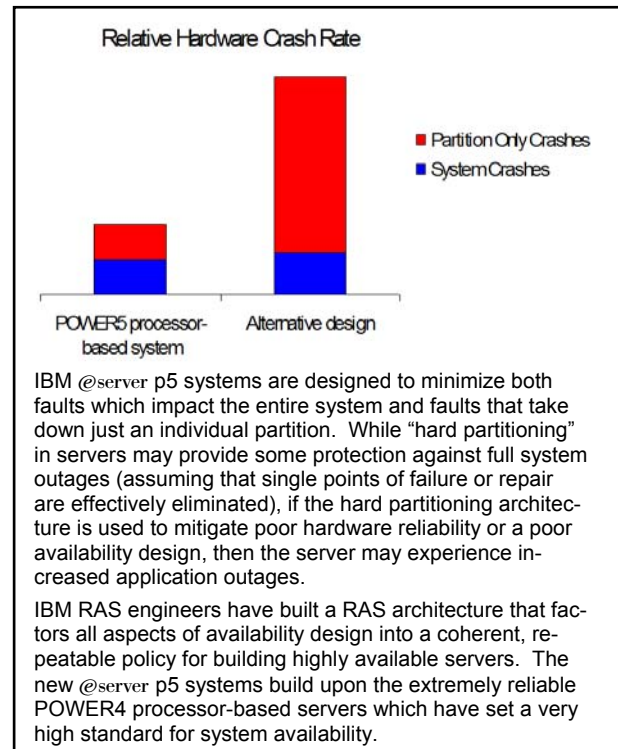 Relative Hardware Crash Rate
Partition Only Crashes
System Crashes
POWER5 processor-
based system
Alternative design
IBM @server p5 systems are designed to minimize both
faults which impact the entire system and faults that take
down just an individual partition. While “hard partitioning”
in servers may provide some protection against full system
outages (assuming that single points of failure or repair
are effectively eliminated), if the hard partitioning architec-
ture is used to mitigate poor hardware reliability or a poor
availability design, then the server may experience in-
creased application outages.
IBM RAS engineers have built a RAS architecture that fac-
tors all aspects of availability design into a coherent, re-
peatable policy for building highly available servers. The
new @server p5 systems build upon the extremely reliable
POWER4 processor-based servers which have set a very
high standard for system availability.